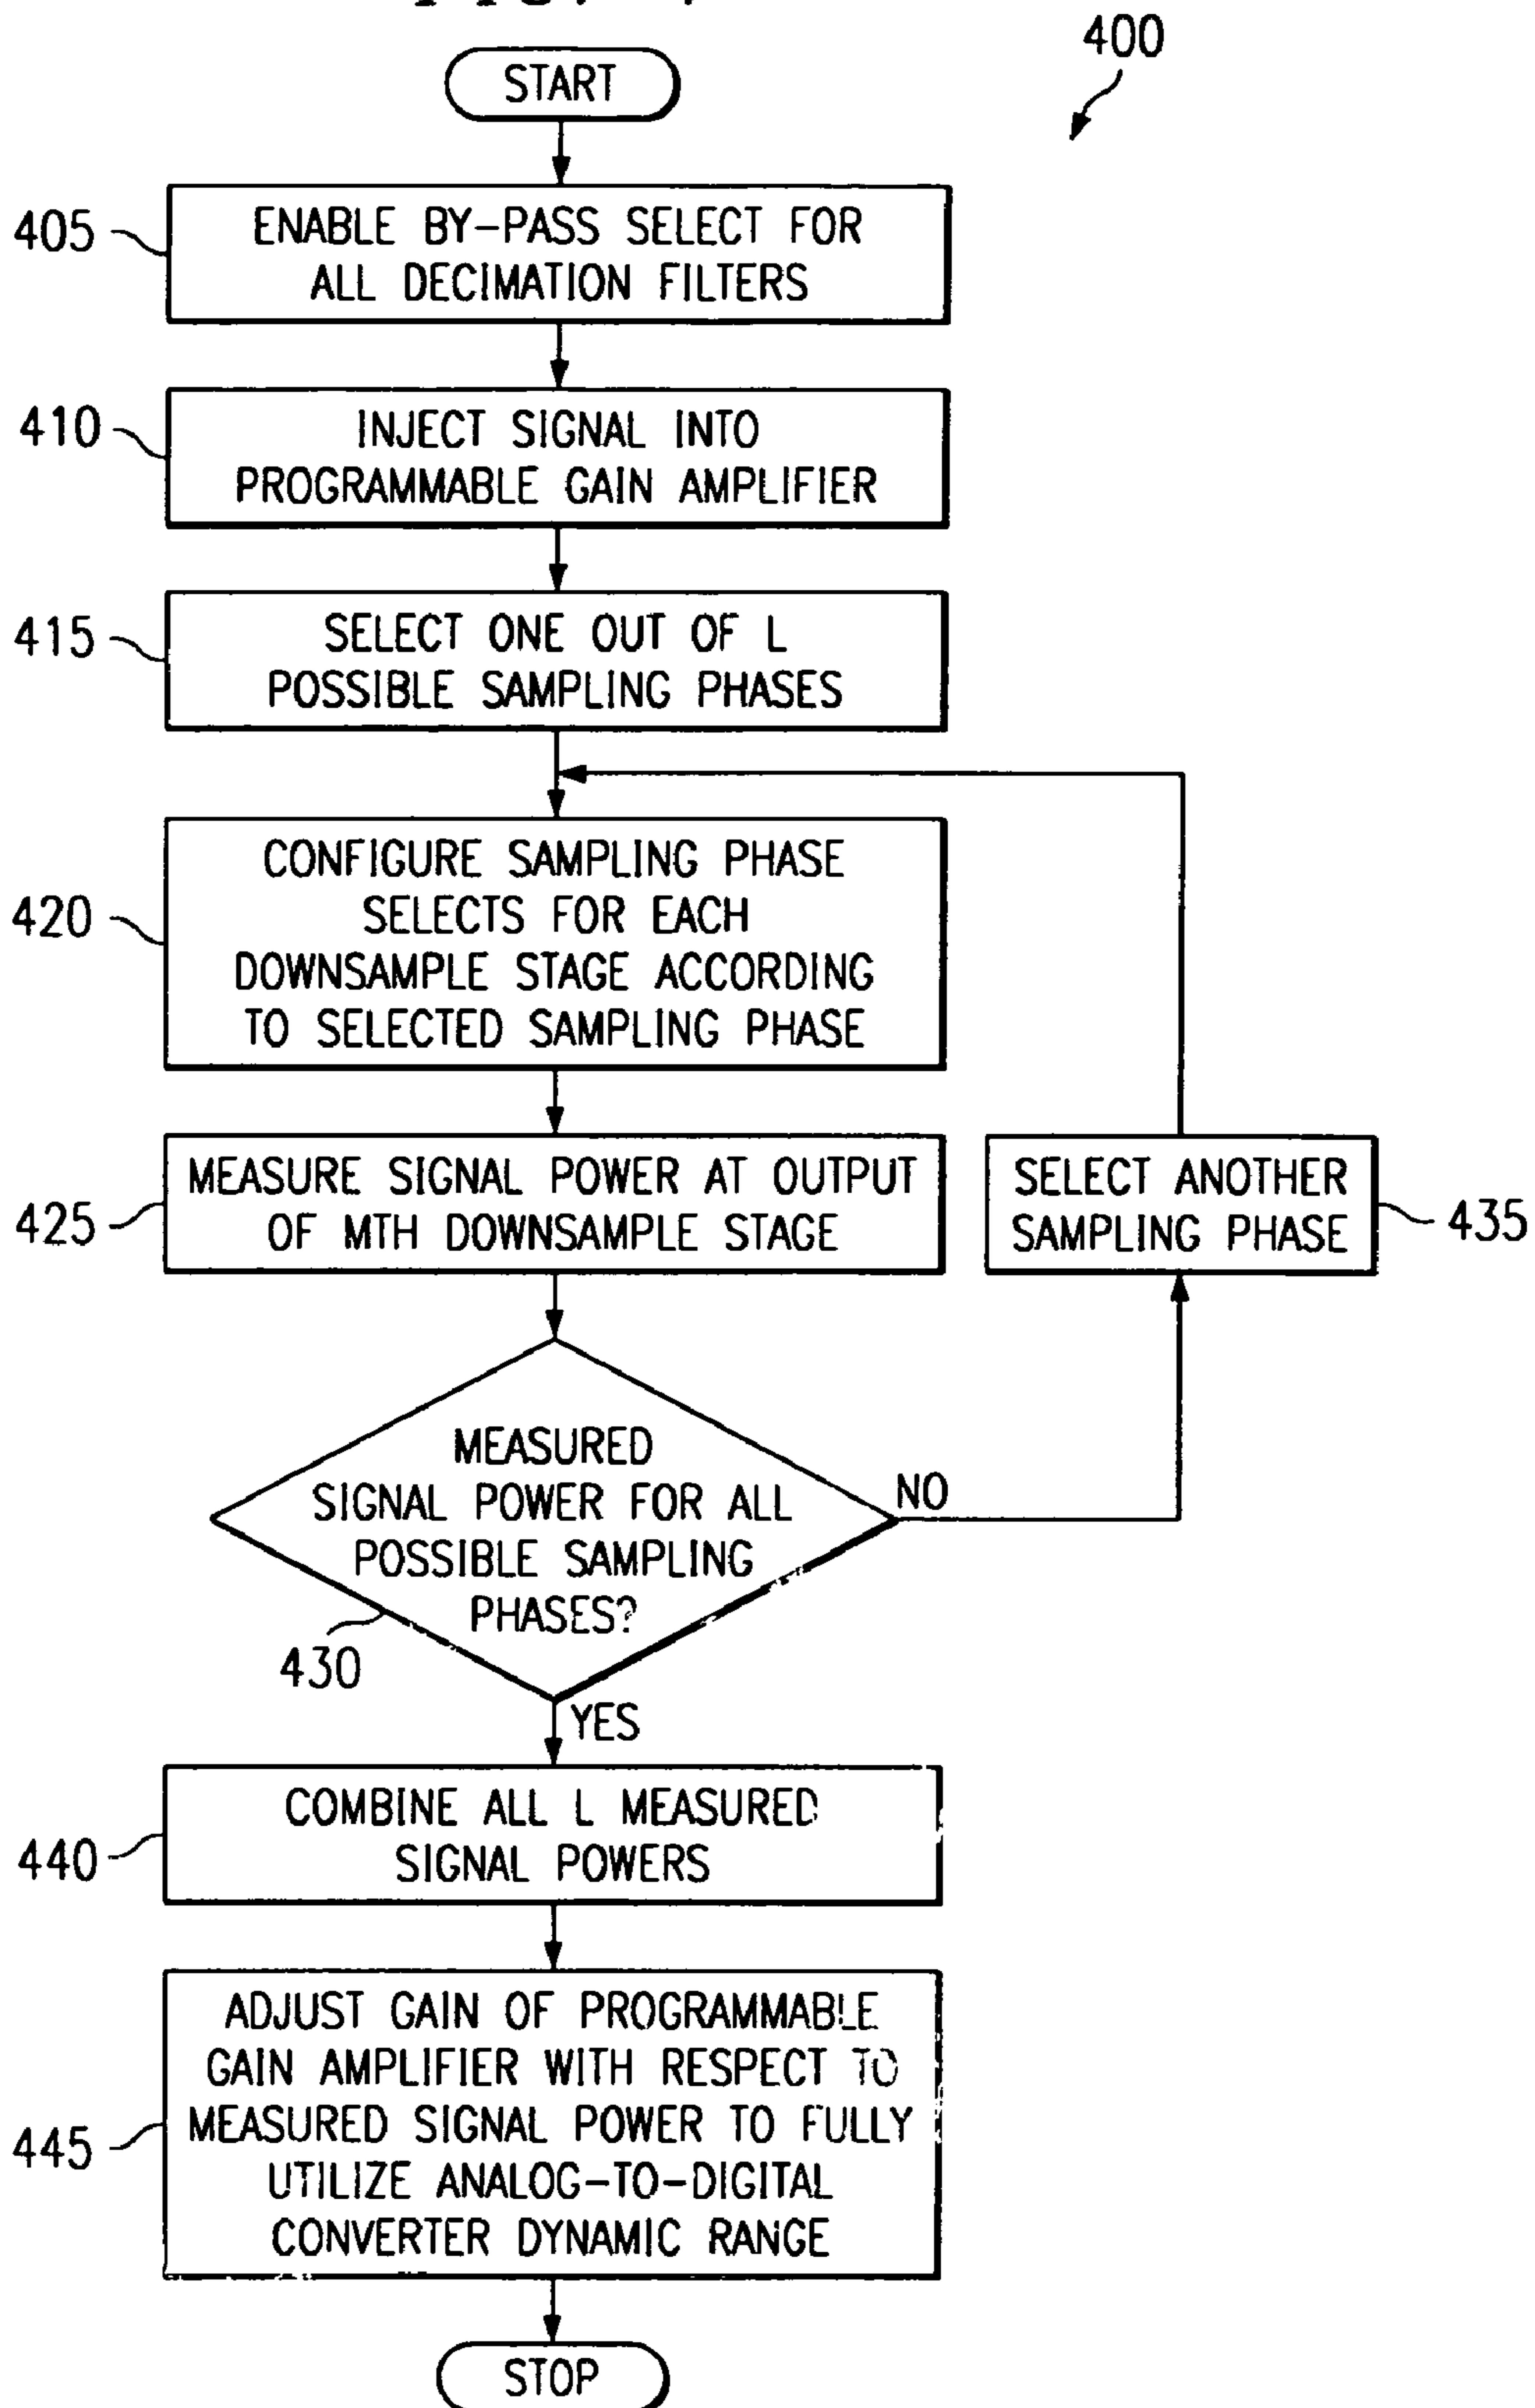 400
START
405
ENABLE BY-PASS SELECT FOR
ALL DECIMATION FILTERS
410
INJECT SIGNAL INTO
PROGRAMMABLE GAIN AMPLIFIER
415
SELECT ONE OUT OF L
POSSIBLE SAMPLING PHASES
420
CONFIGURE SAMPLING PHASE
SELECTS FOR EACH
DOWNSAMPLE STAGE ACCORDING
TO SELECTED SAMPLING PHASE
425
MEASURE SIGNAL POWER AT OUTPUT
OF MTH DOWNSAMPLE STAGE
SELECT ANOTHER
SAMPLING PHASE
435
MEASURED
SIGNAL POWER FOR ALL
POSSIBLE SAMPLING
PHASES?
NO
430
YES
440
COMBINE ALL L MEASURED
SIGNAL POWERS
445
ADJUST GAIN OF PROGRAMMABLE
GAIN AMPLIFIER WITH RESPECT TO
MEASURED SIGNAL POWER TO FULLY
UTILIZE ANALOG-TO-DIGITAL
CONVERTER DYNAMIC RANGE
STOP